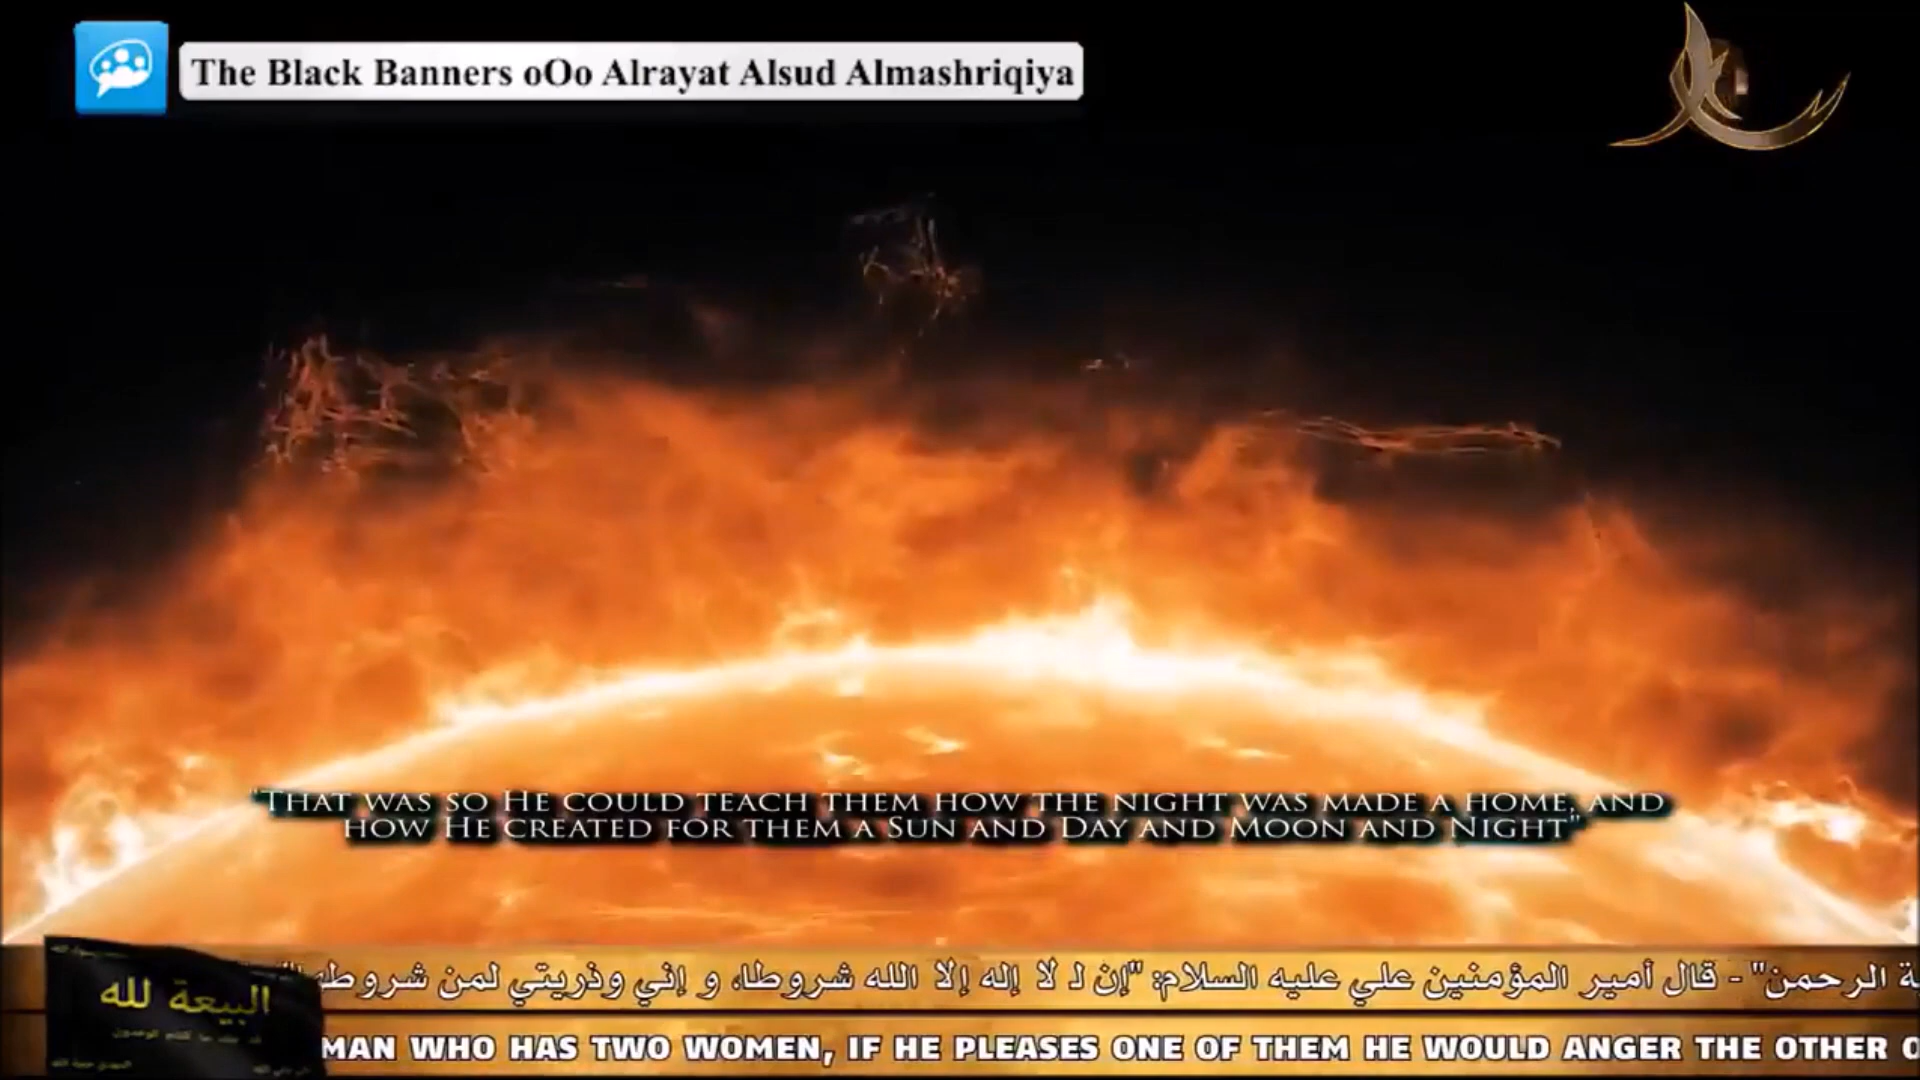 The Black Banners oOo Alrayat Alsud Almashriqiya
"That was so He could teach them how the night was made a home, and
how He created for them a Sun and Day and Moon and Night"
ة الرحمن" - قال أمير المؤمنين علي عليه السلام: "إن لـ لا إله إلا الله شروطا، و إني وذريتي لمن شروطها
البيعة لله
MAN WHO HAS TWO WOMEN, IF HE PLEASES ONE OF THEM HE WOULD ANGER THE OTHER O